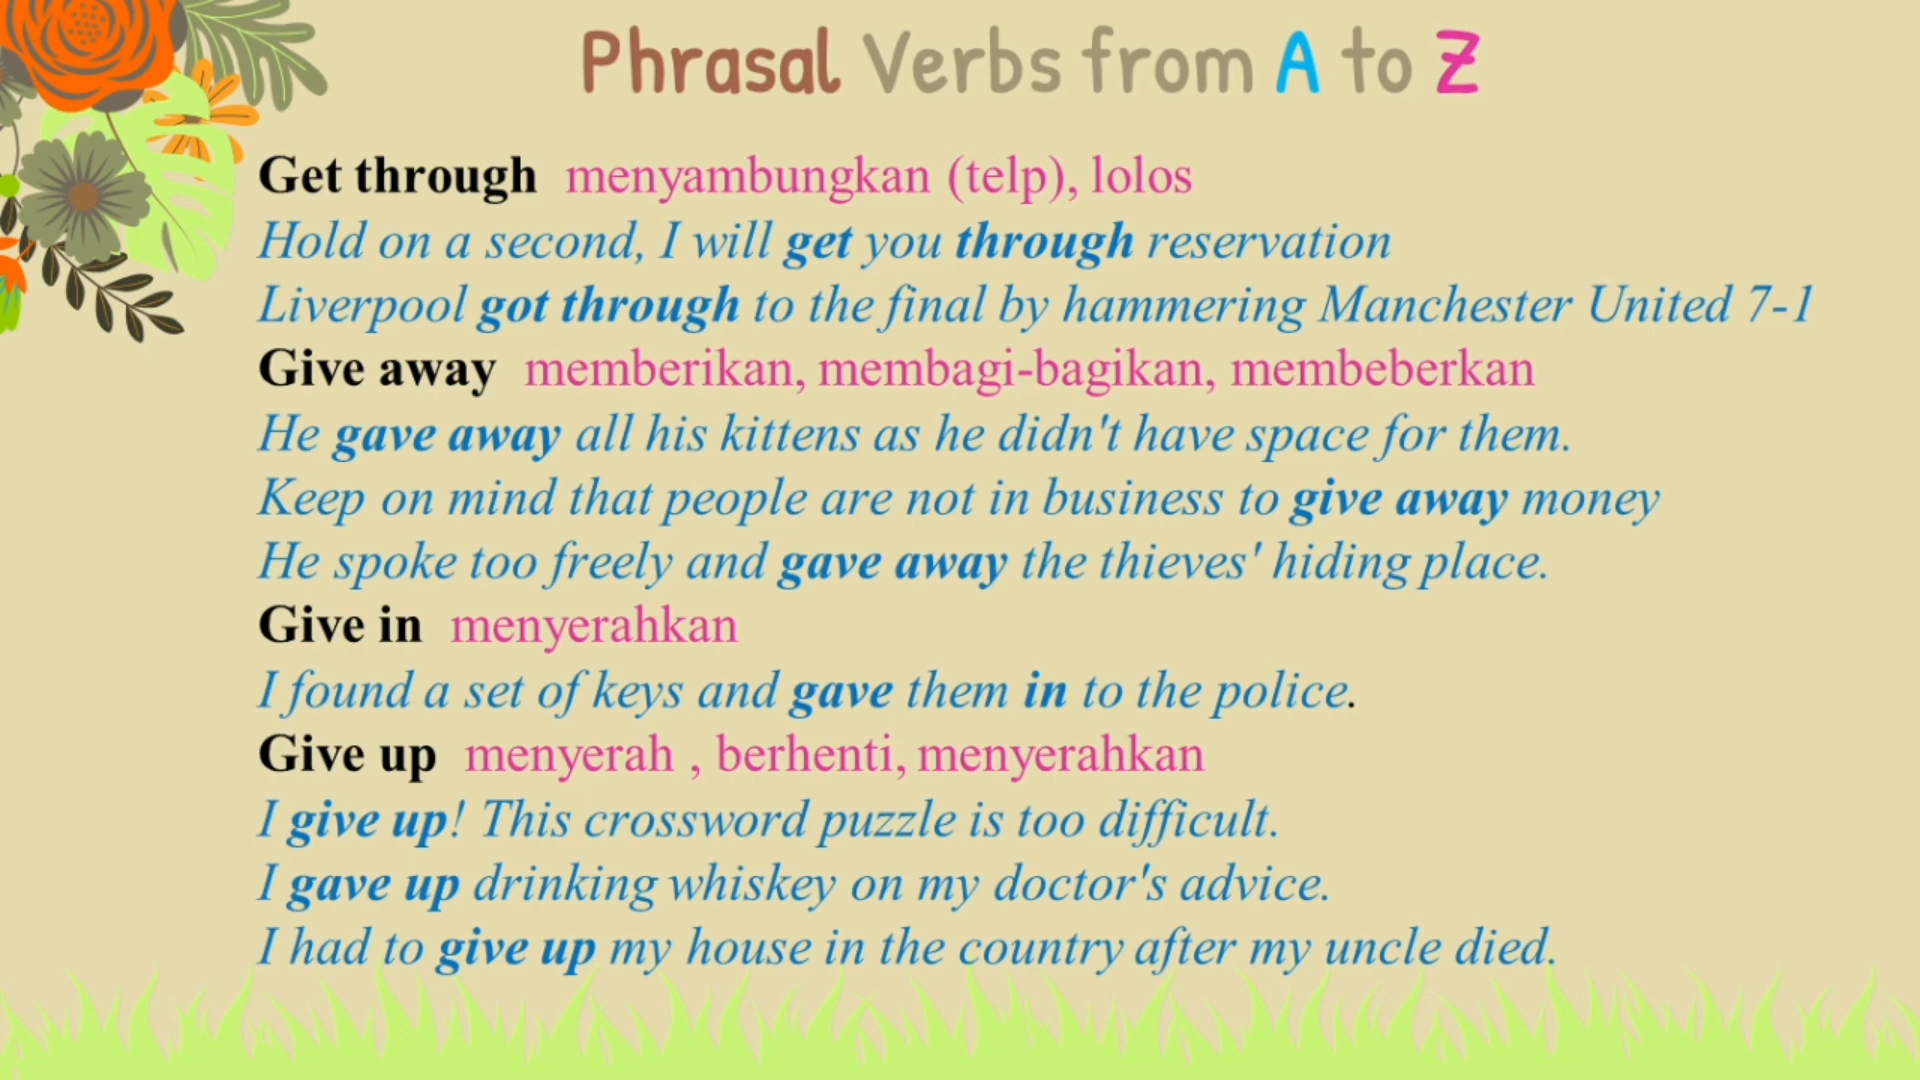 Phrasal Verbs from A to Z
Get through menyambungkan (telp), lolos
Hold on a second, I will get you through reservation
Liverpool got through to the final by hammering Manchester United 7-1
Give away memberikan, membagi-bagikan, membeberkan
He gave away all his kittens as he didn't have space for them.
Keep on mind that people are not in business to give away money
He spoke too freely and gave away the thieves' hiding place.
Give in menyerahkan
I found a set of keys and gave them in to the police.
Give up menyerah , berhenti, menyerahkan
I give up! This crossword puzzle is too difficult.
I gave up drinking whiskey on my doctor's advice.
I had to give up my house in the country after my uncle died.